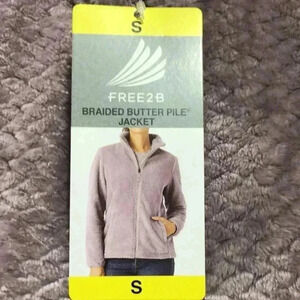 S
FREE2B
BRAIDED BUTTER PILE®
JACKET
S